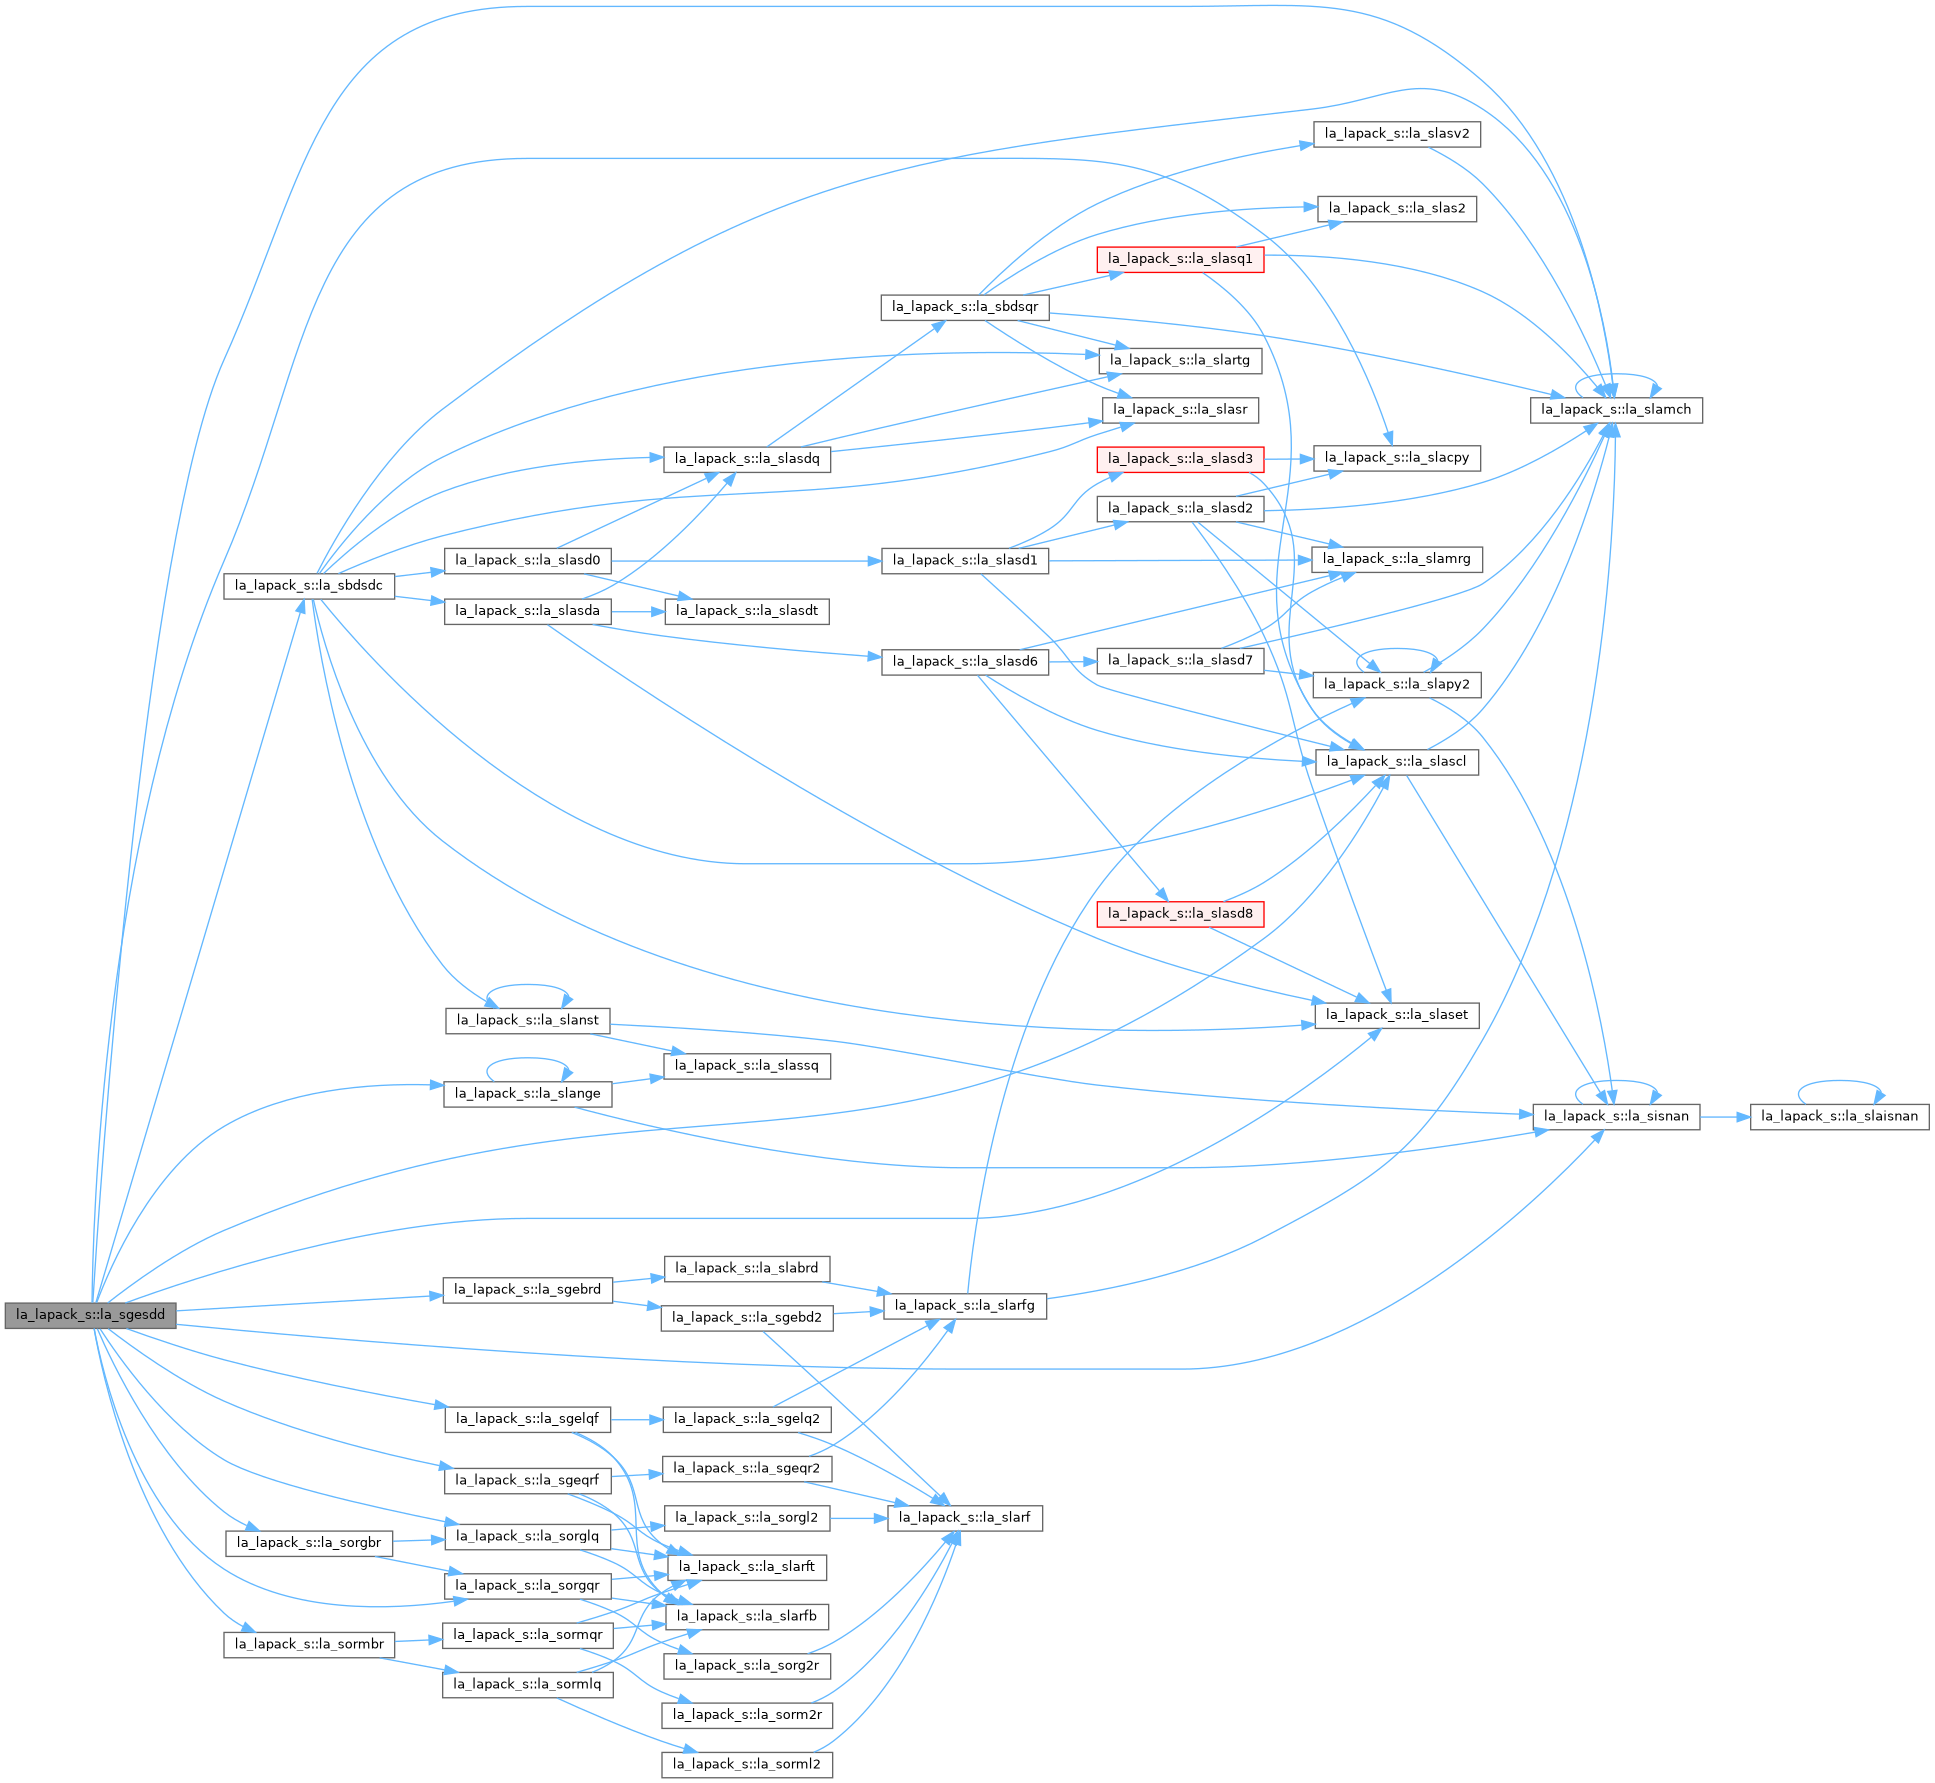 la_lapack_s::la_slasv2
la_lapack_s::la_slas2
la_lapack_s::la_slasq1
la_lapack_s::la_sbdsqr
la_lapack_s::la_slartg
la_lapack_s::la_slasr
la_lapack_s::la_slamch
la_lapack_s::la_slasdq
la_lapack_s::la_slasd3
la_lapack_s::la_slacpy
la_lapack_s::la_slasd2
la_lapack_s::la_slasd0
la_lapack_s::la_slasd1
la_lapack_s::la_slamrg
la_lapack_s::la_sbdsdc
la_lapack_s::la_slasda
la_lapack_s::la_slasdt
la_lapack_s::la_slasd6
la_lapack_s::la_slasd7
la_lapack_s::la_slapy2
la_lapack_s::la_slascl
la_lapack_s::la_slasd8
la_lapack_s::la_slanst
la_lapack_s::la_slaset
la_lapack_s::la_slassq
la_lapack_s::la_slange
la_lapack_s::la_sisnan
la_lapack_s::la_slaisnan
la_lapack_s::la_slabrd
la_lapack_s::la_sgebrd
la_lapack_s::la_slarfg
la_lapack_s::la_sgesdd
la_lapack_s::la_sgebd2
la_lapack_s::la_sgelqf
la_lapack_s::la_sgelq2
la_lapack_s::la_sgeqrf
la_lapack_s::la_sgeqr2
la_lapack_s::la_sorgl2
la_lapack_s::la_slarf
la_lapack_s::la_sorgbr
la_lapack_s::la_sorglq
la_lapack_s::la_slarft
la_lapack_s::la_sorgqr
la_lapack_s::la_slarfb
la_lapack_s::la_sormbr
la_lapack_s::la_sormqr
la_lapack_s::la_sorg2r
la_lapack_s::la_sormlq
la_lapack_s::la_sorm2r
la_lapack_s::la_sorml2